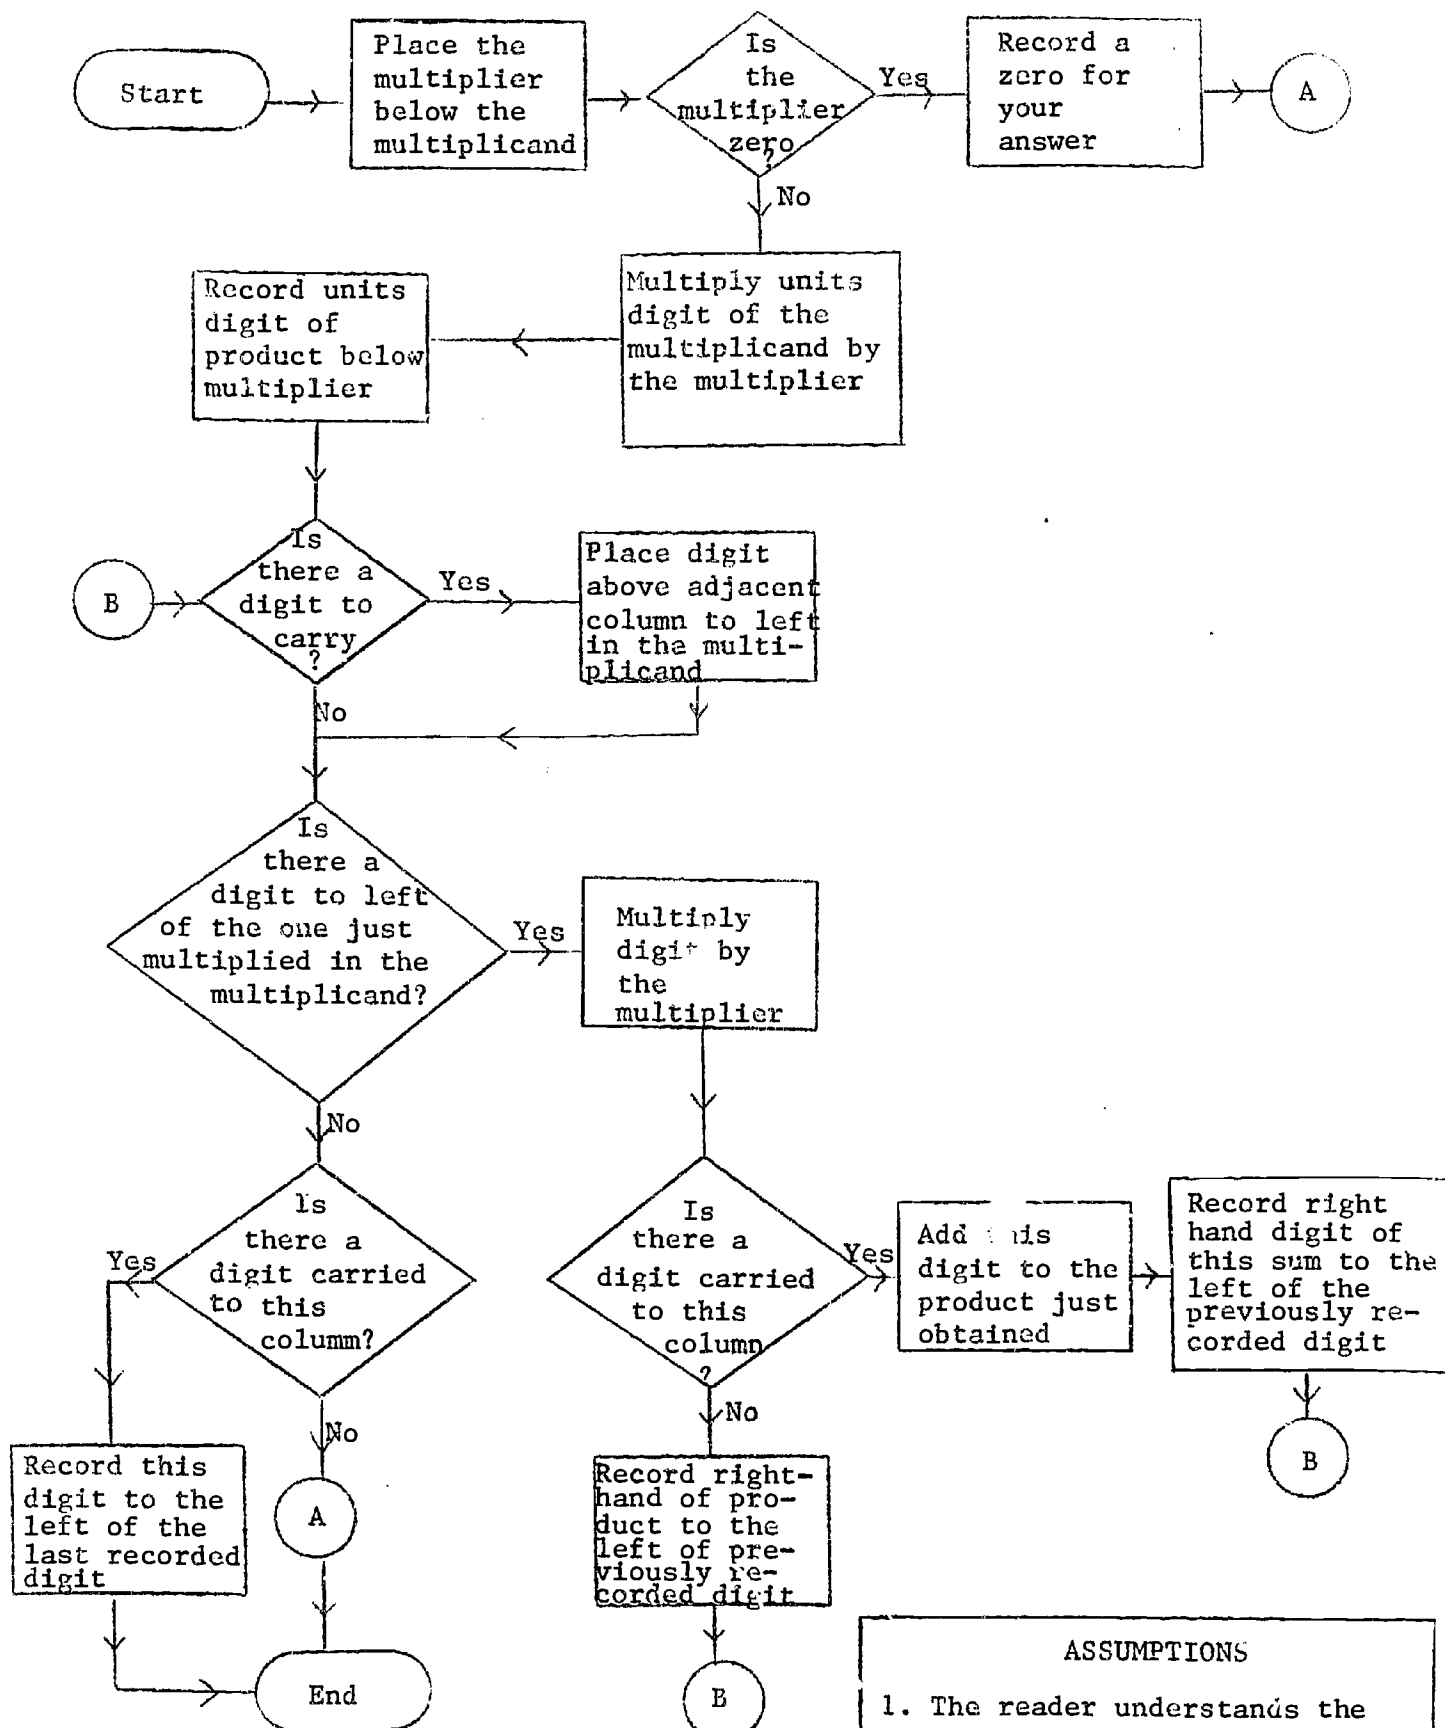 Start
Place the
multiplier
below the
multiplicand
Is
the
multiplier
zero
?
Yes
Record a
zero for
your
answer
A
No
Multiply units
digit of the
multiplicand by
the multiplier
Record units
digit of
product below
multiplier
B
Is
there a
digit to
carry
?
Yes
Place digit
above adjacent
column to left
in the multi-
plicand
No
Is
there a
digit to left
of the one just
multiplied in the
multiplicand?
Yes
Multiply
digit by
the
multiplier
No
Is
there a
digit carried
to this
columm?
Yes
Record this
digit to the
left of the
last recorded
digit
No
A
End
Is
there a
digit carried
to this
column
?
Yes
Add this
digit to the
product just
obtained
Record right
hand digit of
this sum to the
left of the
previously re-
corded digit
B
No
Record right-
hand of pro-
duct to the
left of pre-
viously re-
corded digit
B
ASSUMPTIONS
1. The reader understands the